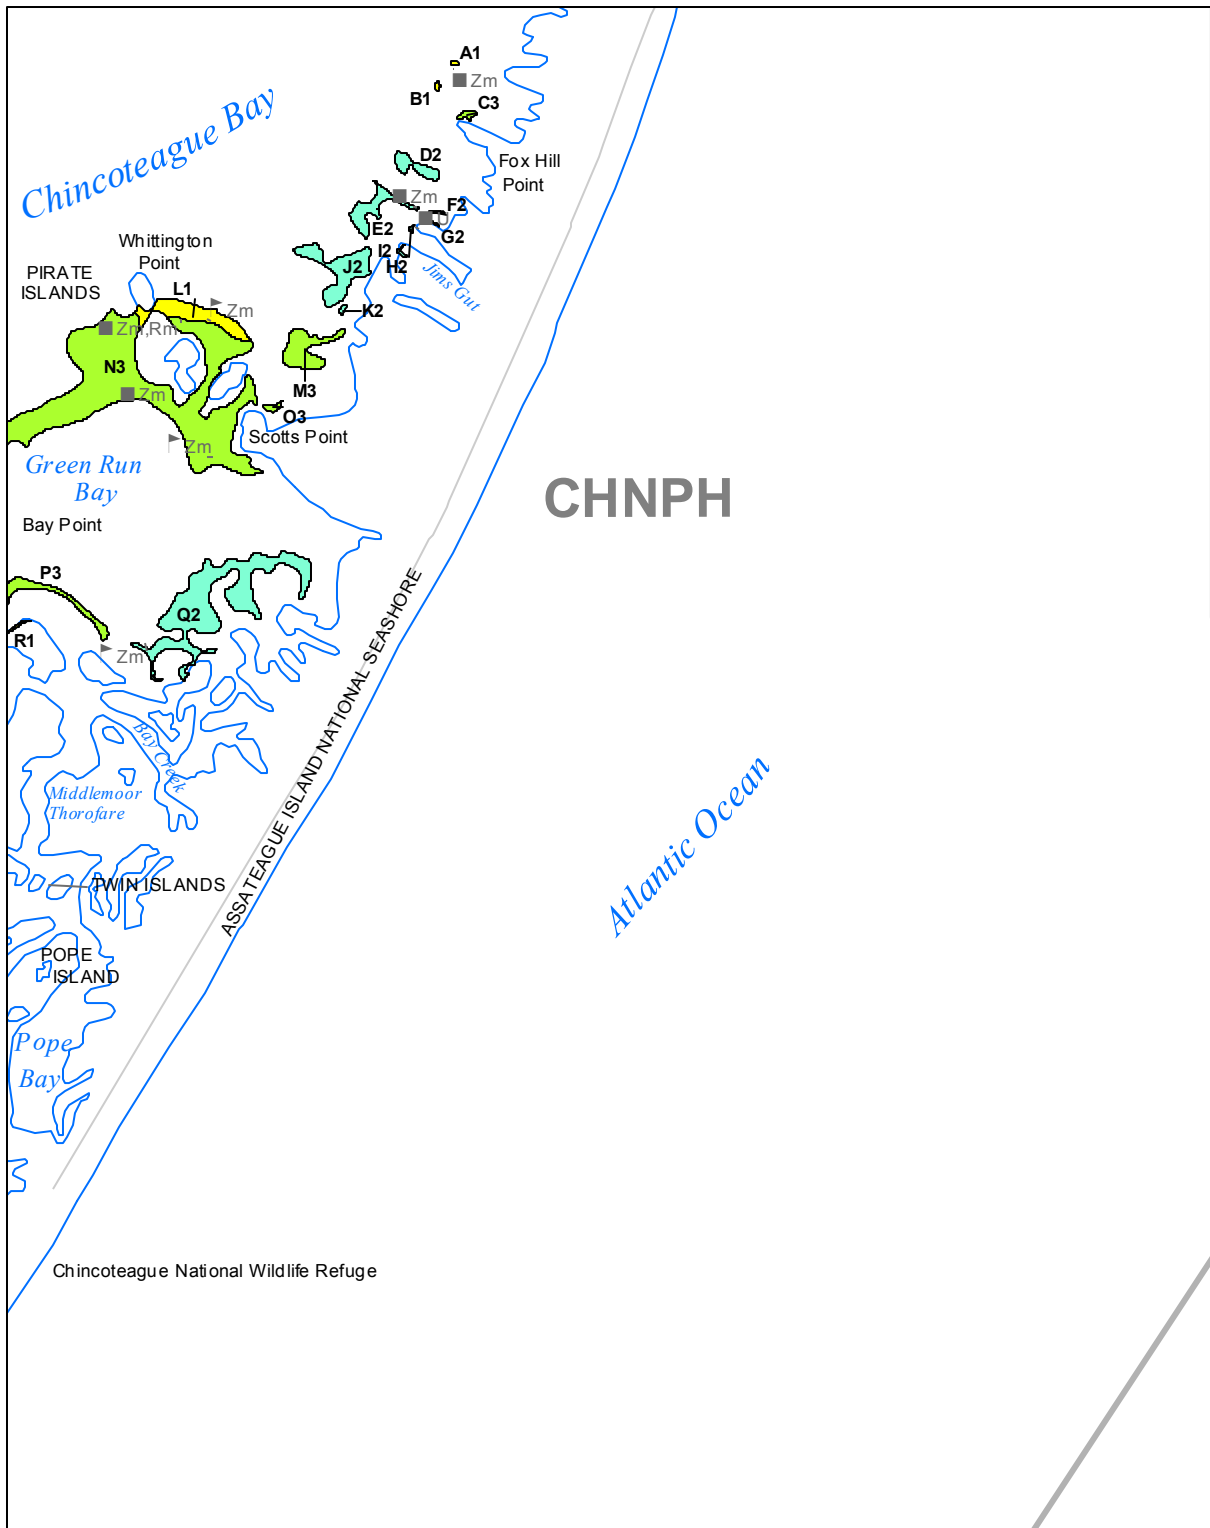 A1
Zm
B1
C3
Chincoteague Bay
D2
Fox Hill
Point
Zm
F2
U
E2
G2
Whittington
Point
I2
H2
J2
Jims Gut
PIRATE
ISLANDS
L1
Zm
K2
Zm,Rm
N3
M3
Zm
O3
Scotts Point
Zm
Green Run
Bay
CHNPH
Bay Point
P3
Q2
R1
Zm
ASSATEAGUE ISLAND NATIONAL SEASHORE
Bay Creek
Middlemoor
Thorofare
Atlantic Ocean
TWIN ISLANDS
POPE
ISLAND
Pope
Bay
Chincoteague National Wildlife Refuge